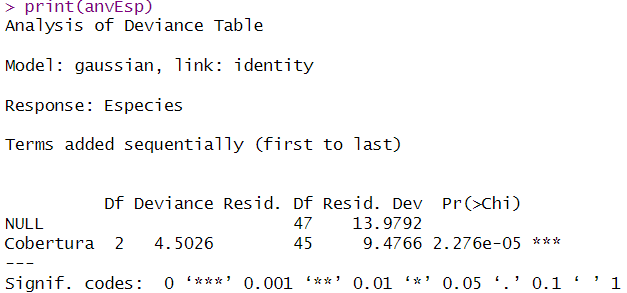 > print(anvEsp)
Analysis of Deviance Table
Model: gaussian, link: identity
Response: Especies
Terms added sequentially (first to last)
          Df Deviance Resid. Df Resid. Dev  Pr(>Chi)
NULL                         47    13.9792
Cobertura  2   4.5026        45     9.4766 2.276e-05 ***
---
Signif. codes:  0 ‘***’ 0.001 ‘**’ 0.01 ‘*’ 0.05 ‘.’ 0.1 ‘ ’ 1